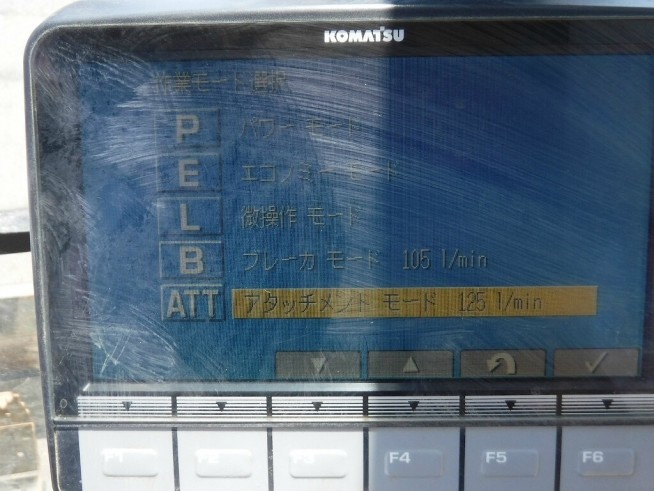 KOMATSU
作業モード選択
P パワー モード
E エコノミー モード
L 微操作 モード
B ブレーカ モード 105 l/min
ATT アタッチメント モード 125 l/min
F1 F2 F3 F4 F5 F6